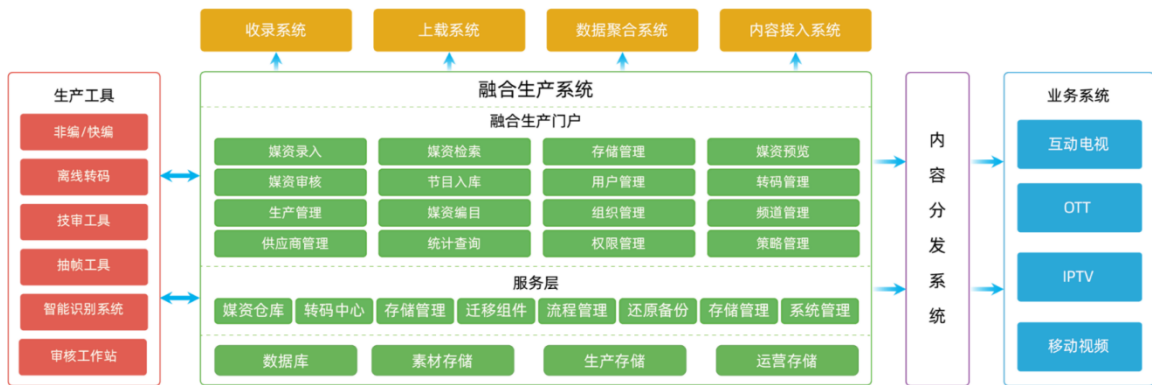 收录系统
上载系统
数据聚合系统
内容接入系统
生产工具
非编/快编
离线转码
技审工具
抽帧工具
智能识别系统
审核工作站
融合生产系统
融合生产门户
媒资录入 媒资检索 存储管理 媒资预览
媒资审核 节目入库 用户管理 转码管理
生产管理 媒资编目 组织管理 频道管理
供应商管理 统计查询 权限管理 策略管理
服务层
媒资仓库 转码中心 存储管理 迁移组件 流程管理 还原备份 存储管理 系统管理
数据库 素材存储 生产存储 运营存储
内容分发系统
业务系统
互动电视
OTT
IPTV
移动视频